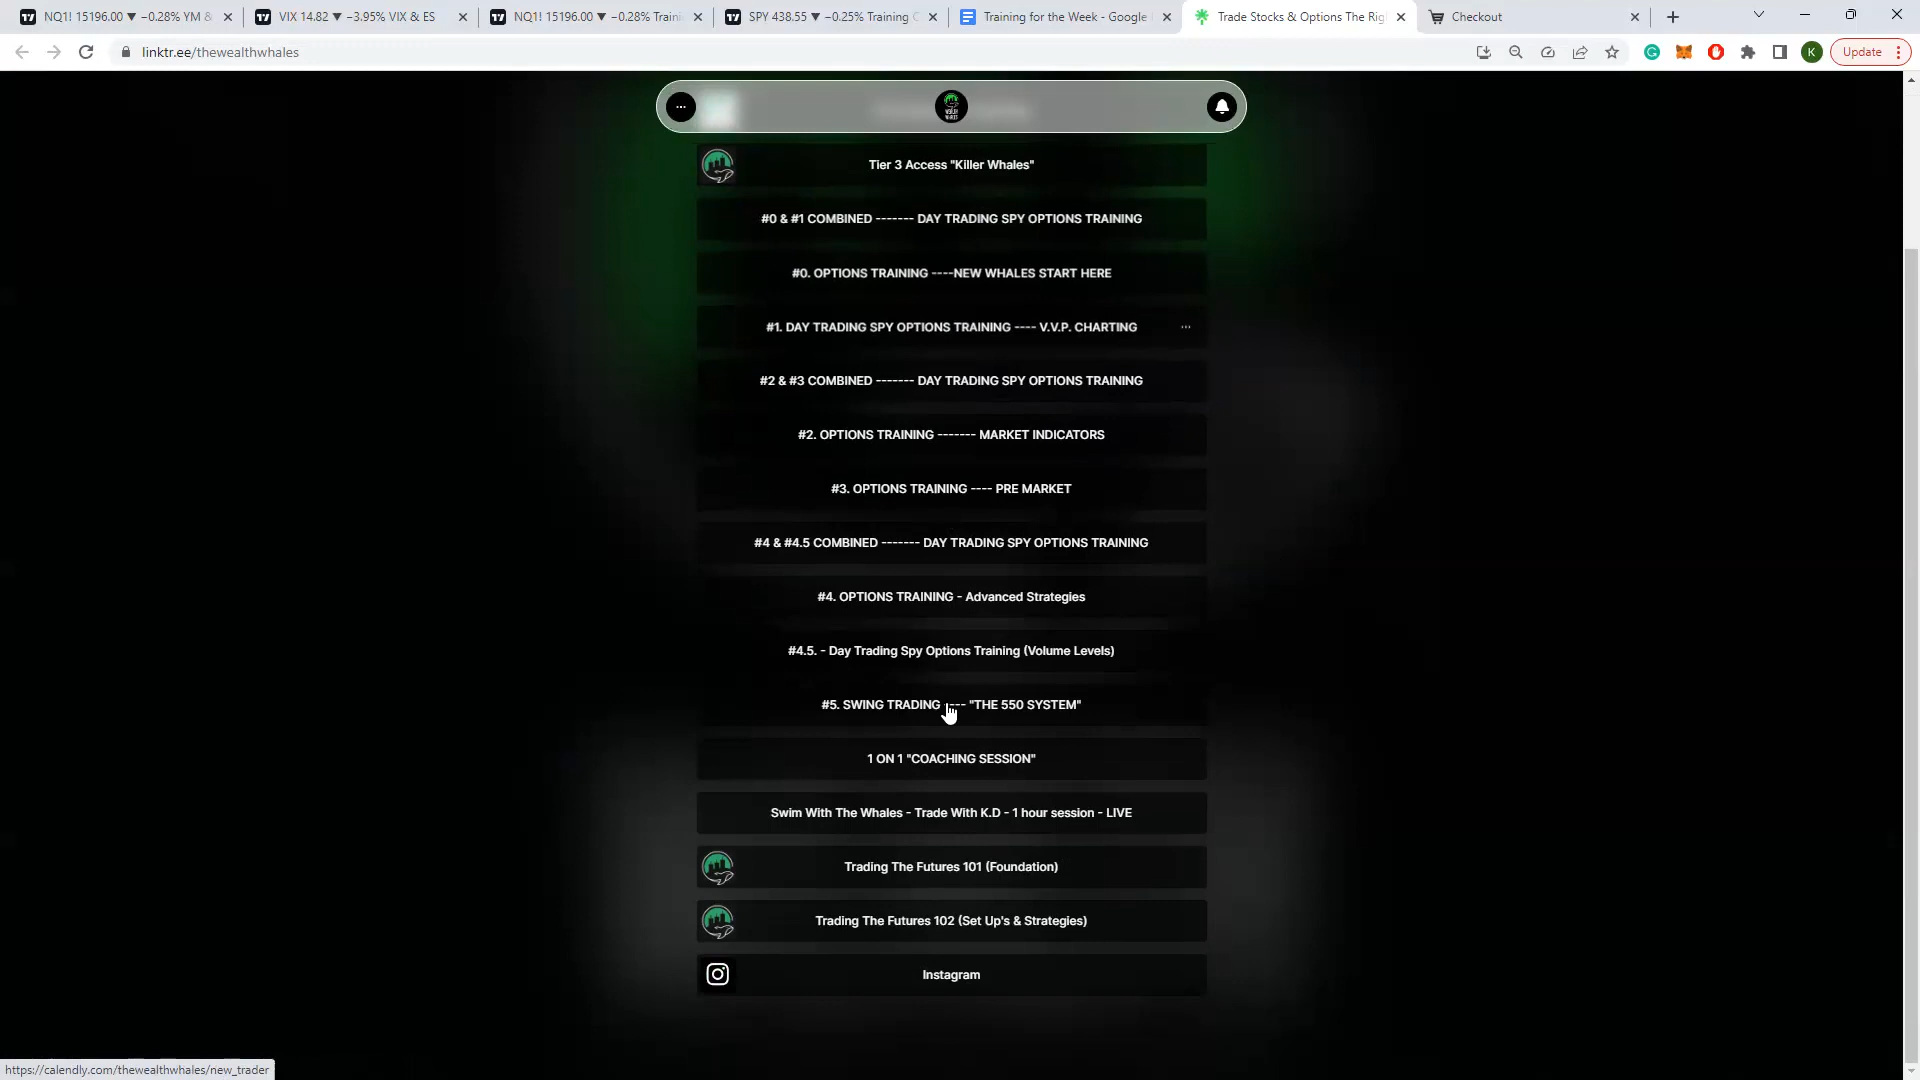 NQ1! 15196.00 ▼ −0.28% YM &
VIX 14.82 ▼ −3.95% VIX & ES
NQ1! 15196.00 ▼ −0.28% Traini
SPY 438.55 ▼ −0.25% Training C
Training for the Week - Google
Trade Stocks & Options The Rig
Checkout
linktr.ee/thewealthwhales
K
Update
Tier 3 Access "Killer Whales"
#0 & #1 COMBINED ------- DAY TRADING SPY OPTIONS TRAINING
#0. OPTIONS TRAINING ----NEW WHALES START HERE
#1. DAY TRADING SPY OPTIONS TRAINING ---- V.V.P. CHARTING
#2 & #3 COMBINED ------- DAY TRADING SPY OPTIONS TRAINING
#2. OPTIONS TRAINING ------- MARKET INDICATORS
#3. OPTIONS TRAINING ---- PRE MARKET
#4 & #4.5 COMBINED ------- DAY TRADING SPY OPTIONS TRAINING
#4. OPTIONS TRAINING - Advanced Strategies
#4.5. - Day Trading Spy Options Training (Volume Levels)
#5. SWING TRADING ---- "THE 550 SYSTEM"
1 ON 1 "COACHING SESSION"
Swim With The Whales - Trade With K.D - 1 hour session - LIVE
Trading The Futures 101 (Foundation)
Trading The Futures 102 (Set Up's & Strategies)
Instagram
https://calendly.com/thewealthwhales/new_trader